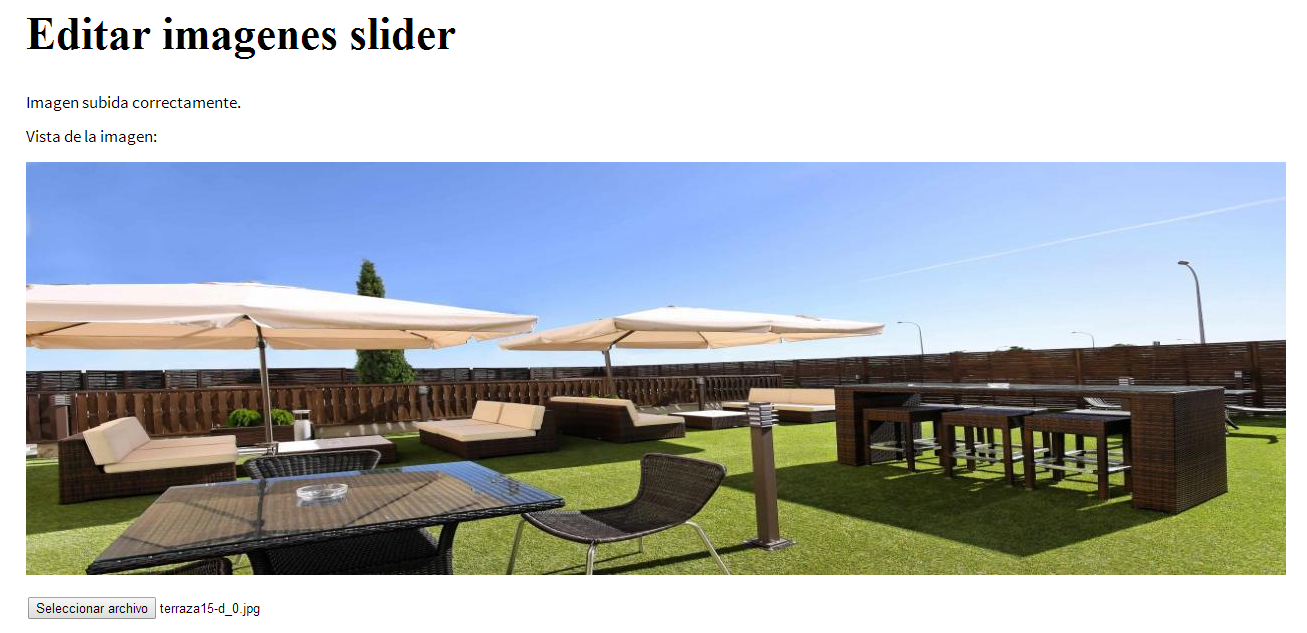 Editar imagenes slider
Imagen subida correctamente.
Vista de la imagen:
Seleccionar archivo terraza15-d_0.jpg